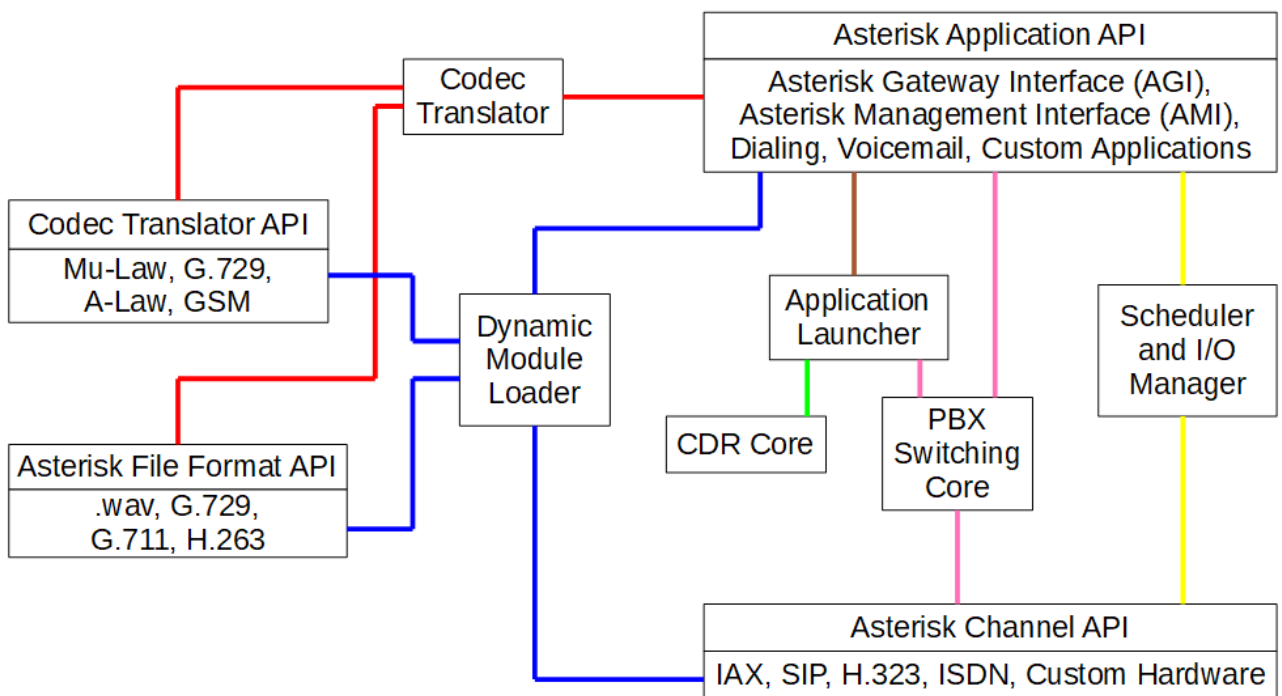 Asterisk Application API
Asterisk Gateway Interface (AGI),
Asterisk Management Interface (AMI),
Dialing, Voicemail, Custom Applications
Codec
Translator
Codec Translator API
Mu-Law, G.729,
A-Law, GSM
Dynamic
Module
Loader
Application
Launcher
Scheduler
and I/O
Manager
CDR Core
PBX
Switching
Core
Asterisk File Format API
.wav, G.729,
G.711, H.263
Asterisk Channel API
IAX, SIP, H.323, ISDN, Custom Hardware